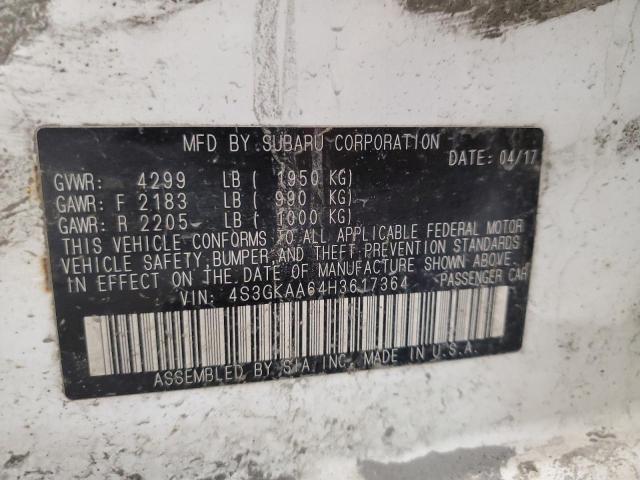 MFD BY SUBARU CORPORATION
DATE: 04/17
GVWR: 4299 LB ( 1950 KG)
GAWR: F 2183 LB ( 990 KG)
GAWR: R 2205 LB ( 1000 KG)
THIS VEHICLE CONFORMS TO ALL APPLICABLE FEDERAL MOTOR
VEHICLE SAFETY, BUMPER AND THEFT PREVENTION STANDARDS
IN EFFECT ON THE DATE OF MANUFACTURE SHOWN ABOVE.
VIN: 4S3GKAA64H3617364 PASSENGER CAR
ASSEMBLED BY SIA, INC. MADE IN U.S.A.